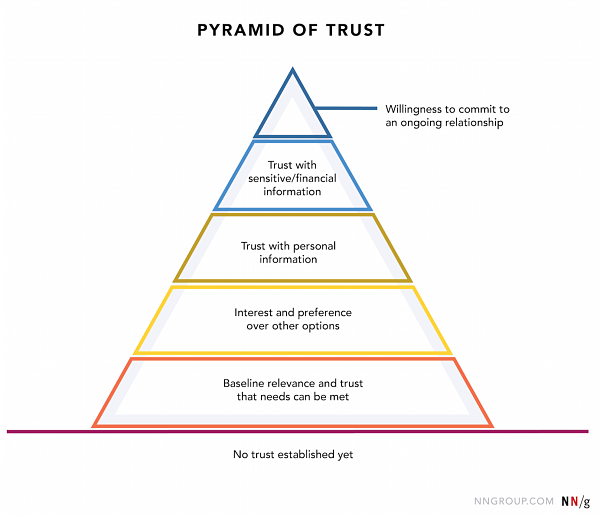 PYRAMID OF TRUST
Willingness to commit to
an ongoing relationship
Trust with
sensitive/financial
information
Trust with personal
information
Interest and preference
over other options
Baseline relevance and trust
that needs can be met
No trust established yet
NNGROUP.COM NN/g